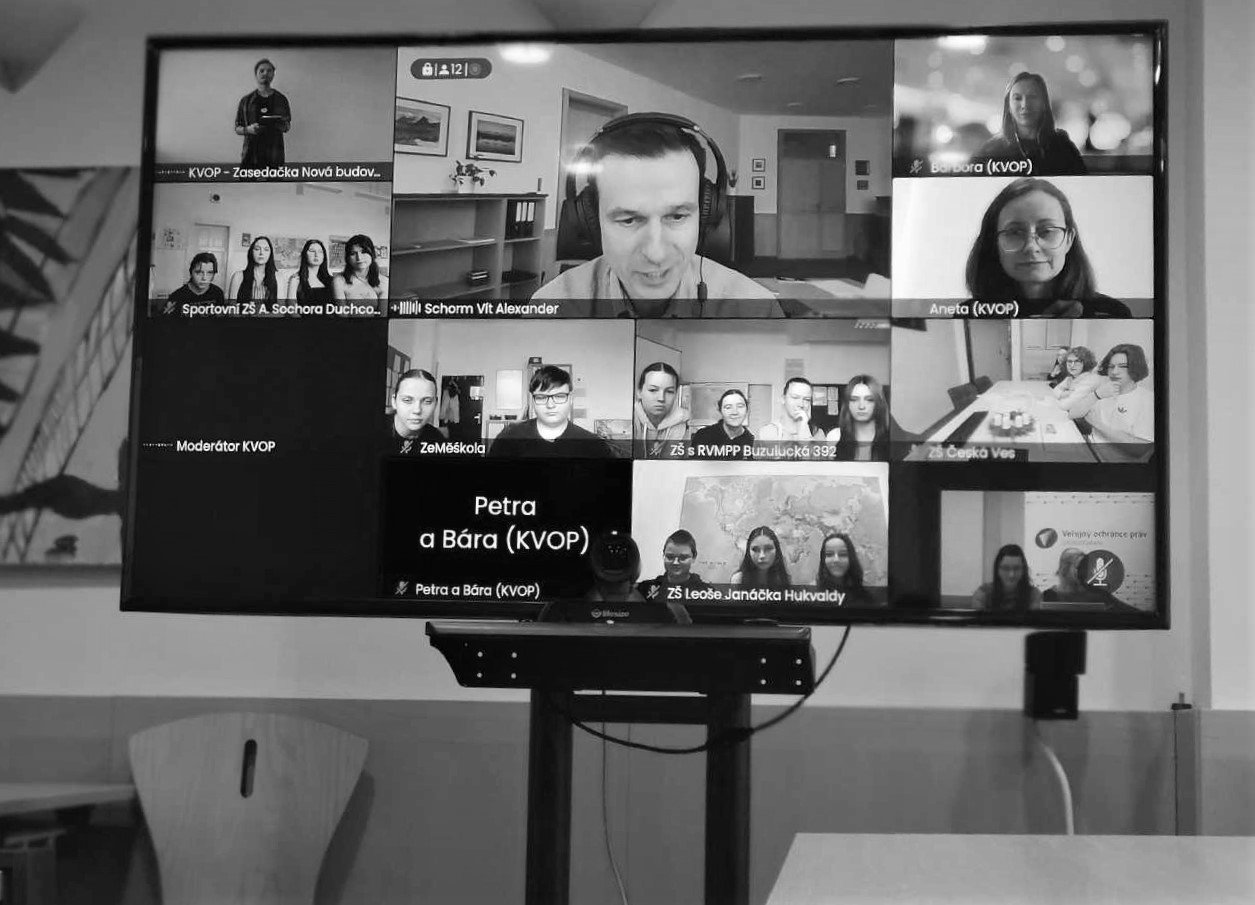 12
KVOP - Zasedačka Nová budov...
Barbora (KVOP)
Sportovní ZŠ A. Sochora Duchco...
Schorm Vít Alexander
Aneta (KVOP)
Moderátor KVOP
ZeMěškola
ZŠ s RVMPP Buzulucká 392
ZŠ Česká Ves
Petra
a Bára (KVOP)
Petra a Bára (KVOP)
ZŠ Leoše Janáčka Hukvaldy
Veřejný ochránce práv
lifesize